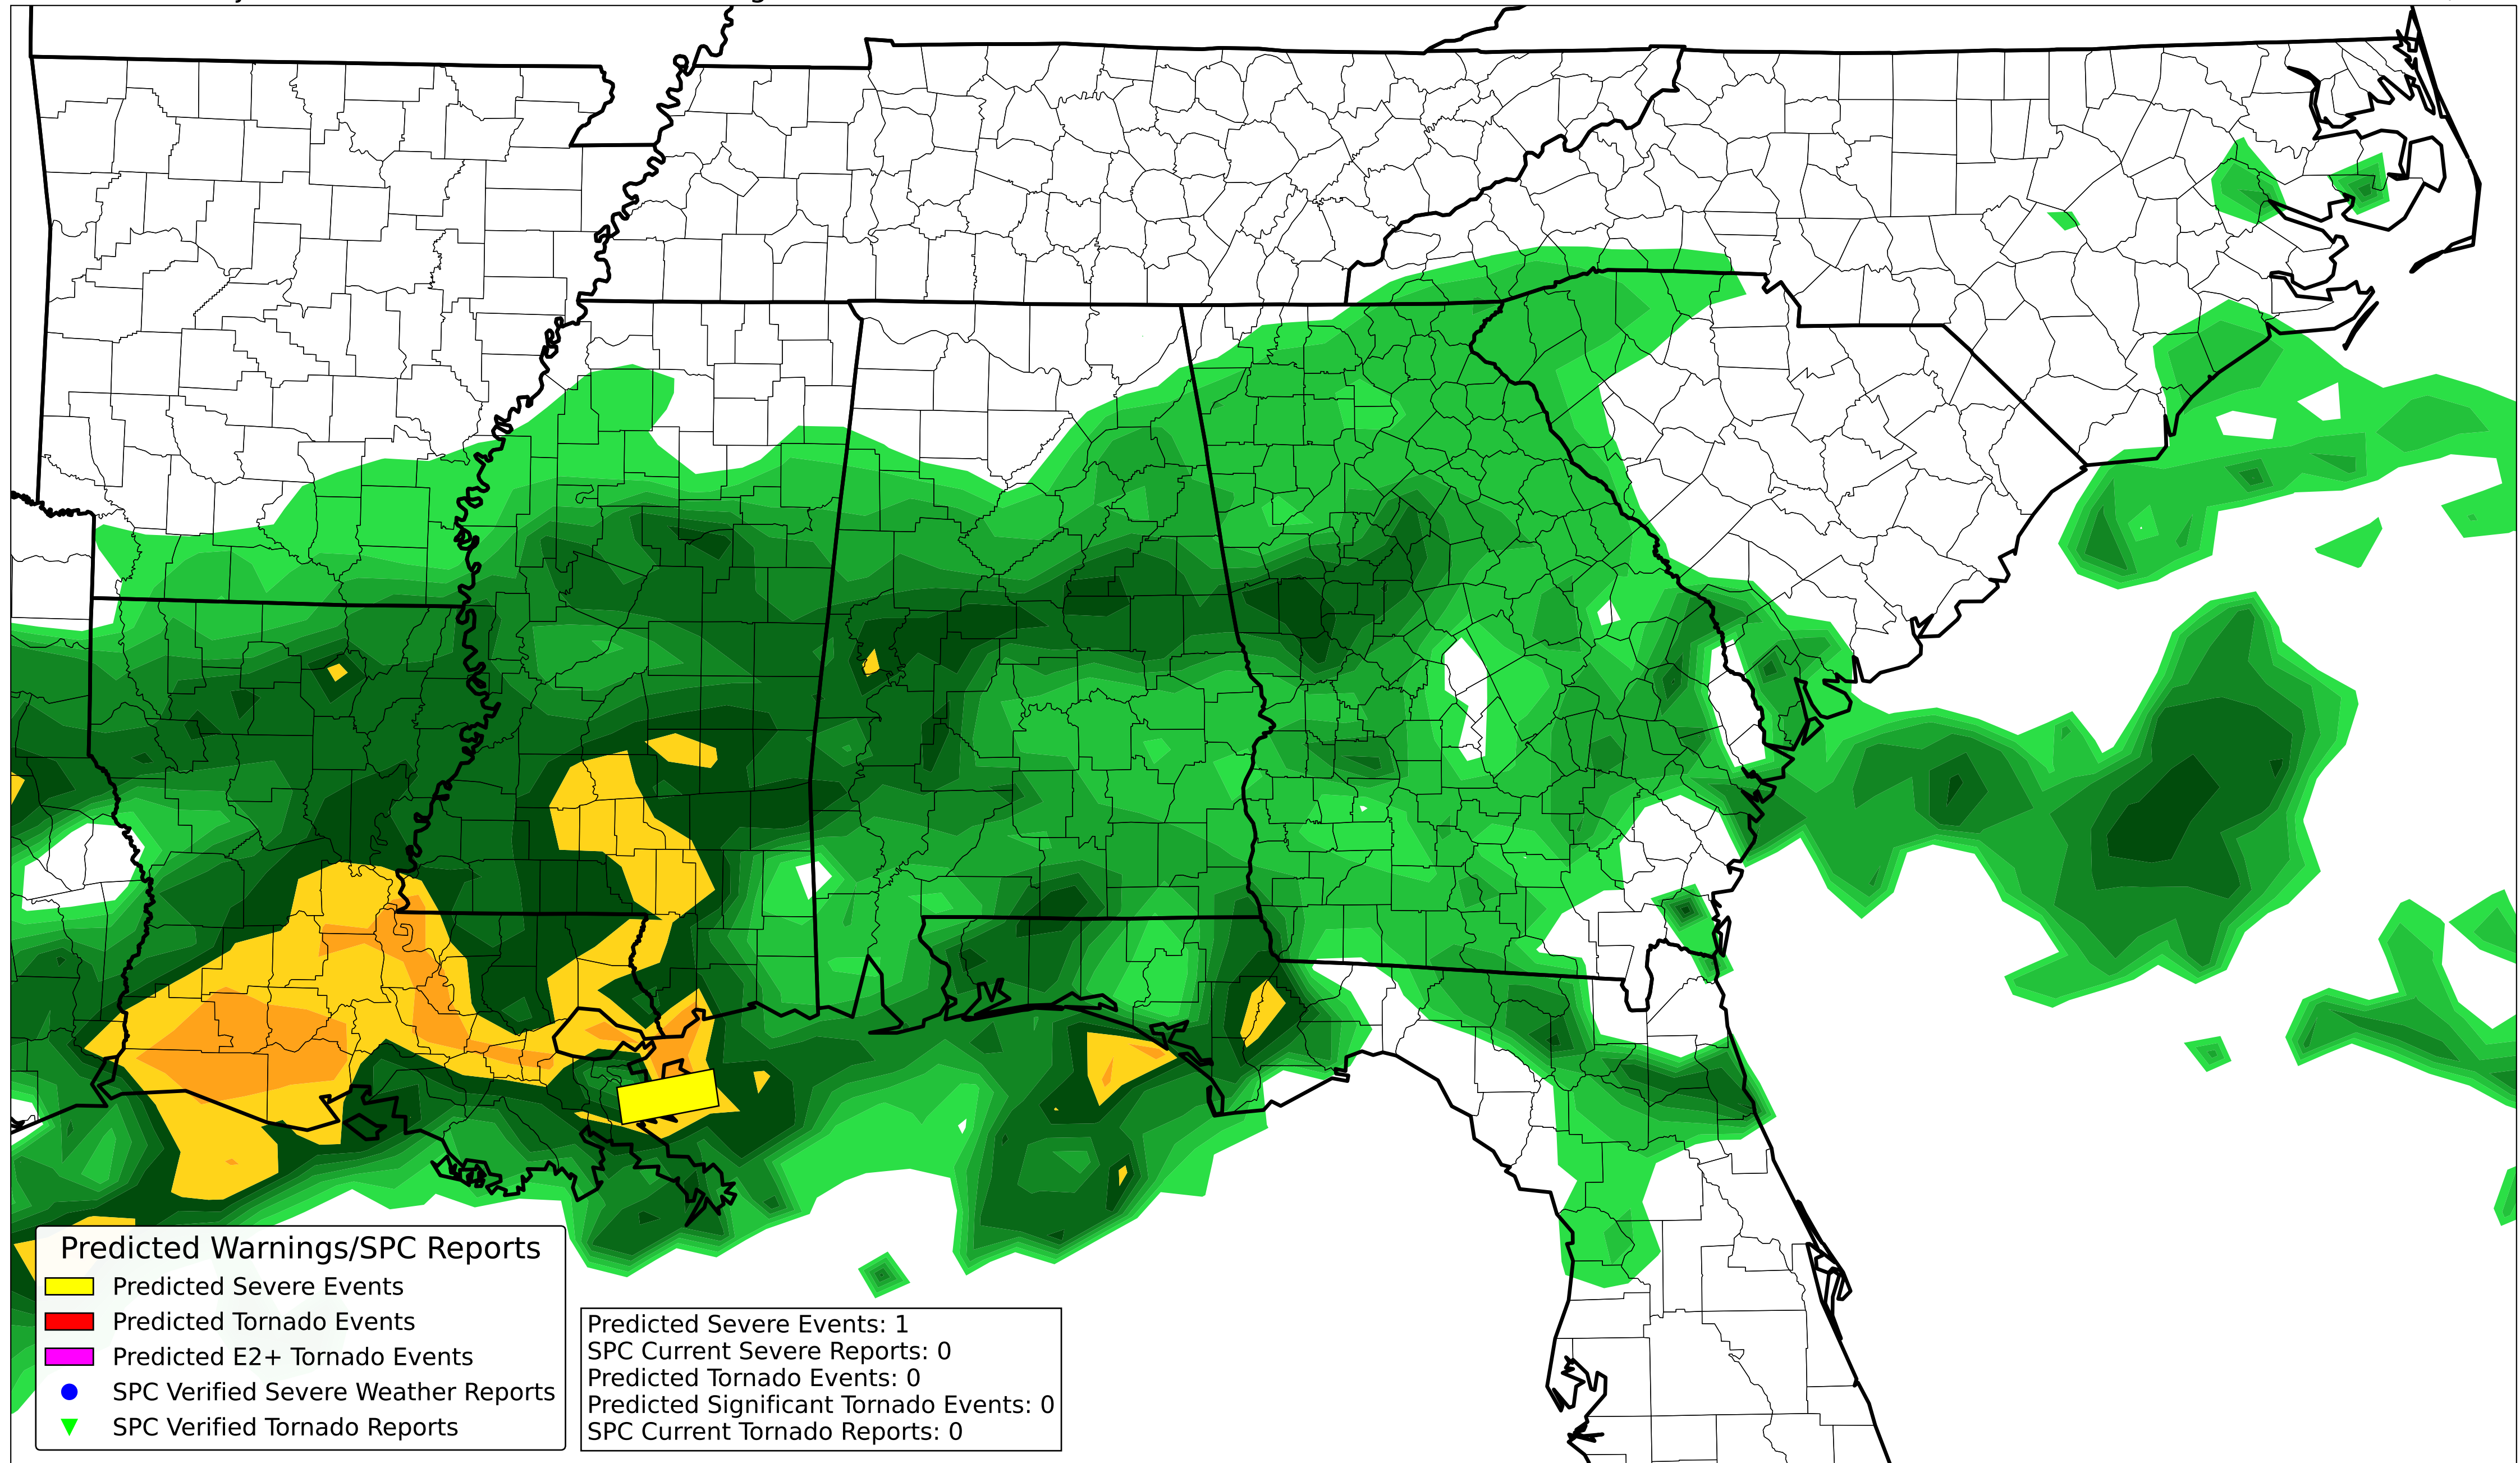 Predicted Warnings/SPC Reports
Predicted Severe Events
Predicted Tornado Events
Predicted E2+ Tornado Events
SPC Verified Severe Weather Reports
SPC Verified Tornado Reports
Predicted Severe Events: 1
SPC Current Severe Reports: 0
Predicted Tornado Events: 0
Predicted Significant Tornado Events: 0
SPC Current Tornado Reports: 0